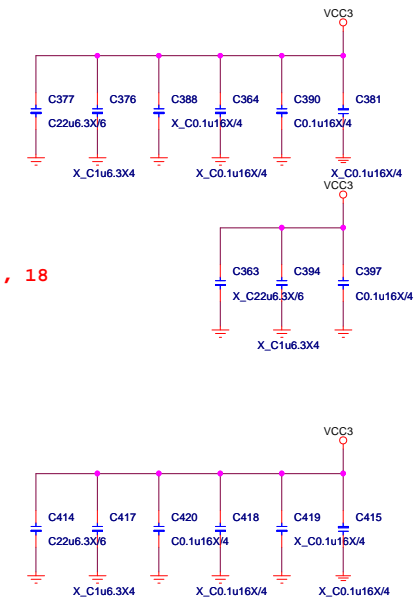 VCC3
C377 C376 C388 C364 C390 C381
C22u6.3X/6 X_C0.1u16X/4 C0.1u16X/4
X_C1u6.3X4 X_C0.1u16X/4 X_C0.1u16X/4
VCC3
, 18
C363 C394 C397
X_C22u6.3X/6 C0.1u16X/4
X_C1u6.3X4
VCC3
C414 C417 C420 C418 C419 C415
C22u6.3X/6 C0.1u16X/4 X_C0.1u16X/4
X_C1u6.3X4 X_C0.1u16X/4 X_C0.1u16X/4